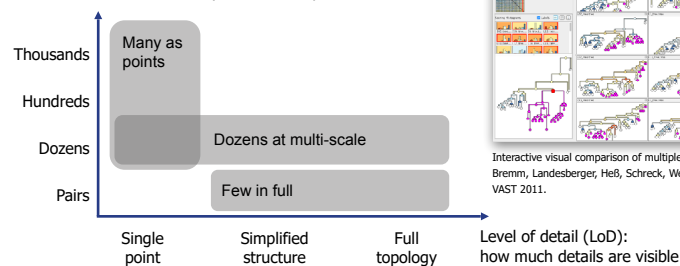 Thousands
Hundreds
Dozens
Pairs
Many as
points
Dozens at multi-scale
Few in full
Single
point
Simplified
structure
Full
topology
Level of detail (LoD):
how much details are visible
Interactive visual comparison of multiple
Bremm, Landesberger, Heß, Schreck, We
VAST 2011.